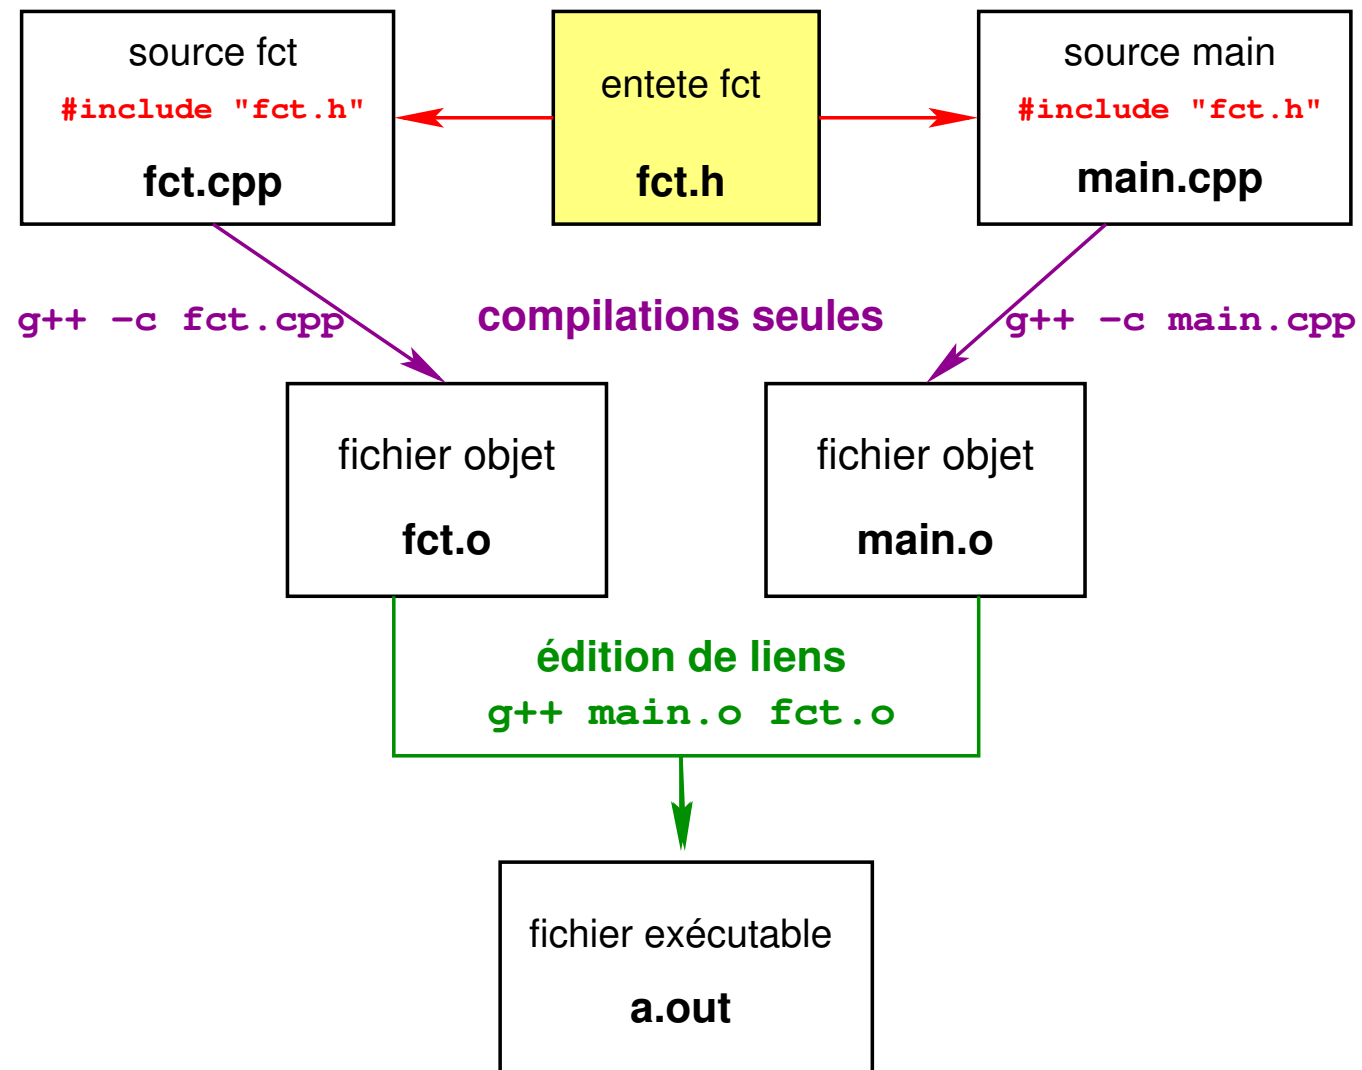 source fct
#include "fct.h"
fct.cpp
entete fct
fct.h
source main
#include "fct.h"
main.cpp
g++ −c fct.cpp
compilations seules
g++ −c main.cpp
fichier objet
fct.o
fichier objet
main.o
édition de liens
g++ main.o fct.o
fichier exécutable
a.out